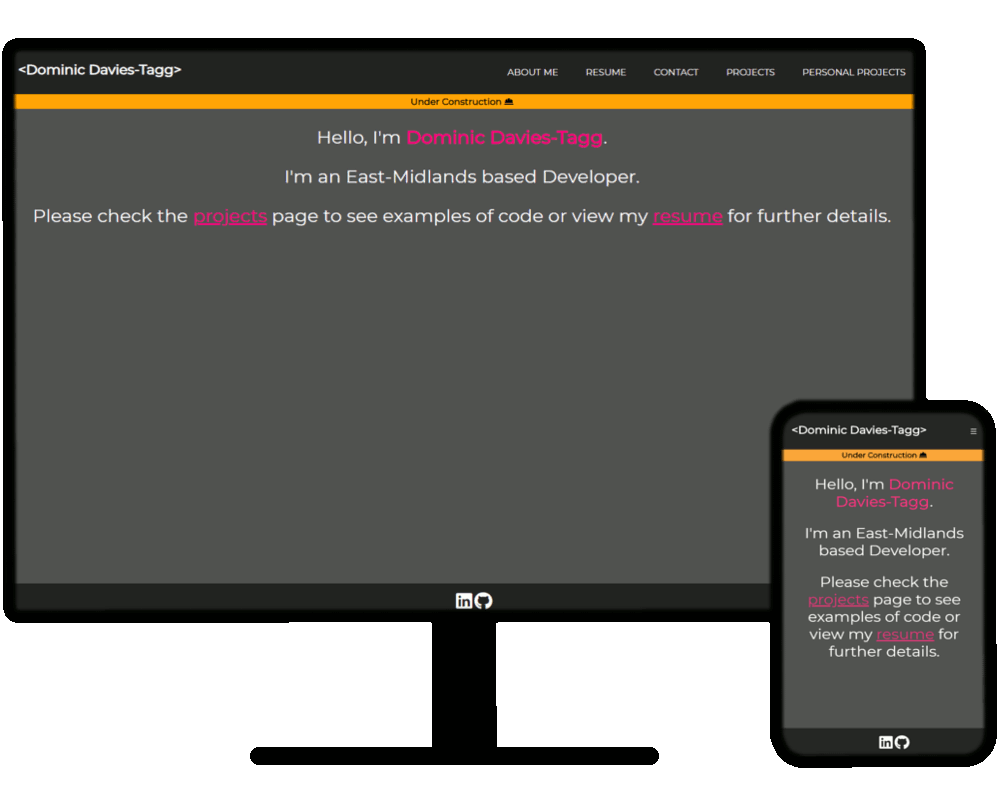 <Dominic Davies-Tagg>
ABOUT ME RESUME CONTACT PROJECTS PERSONAL PROJECTS
Under Construction
Hello, I'm Dominic Davies-Tagg.
I'm an East-Midlands based Developer.
Please check the projects page to see examples of code or view my resume for further details.
in
<Dominic Davies-Tagg>
Under Construction
Hello, I'm Dominic
Davies-Tagg.
I'm an East-Midlands
based Developer.
Please check the
projects page to see
examples of code or
view my resume for
further details.
in